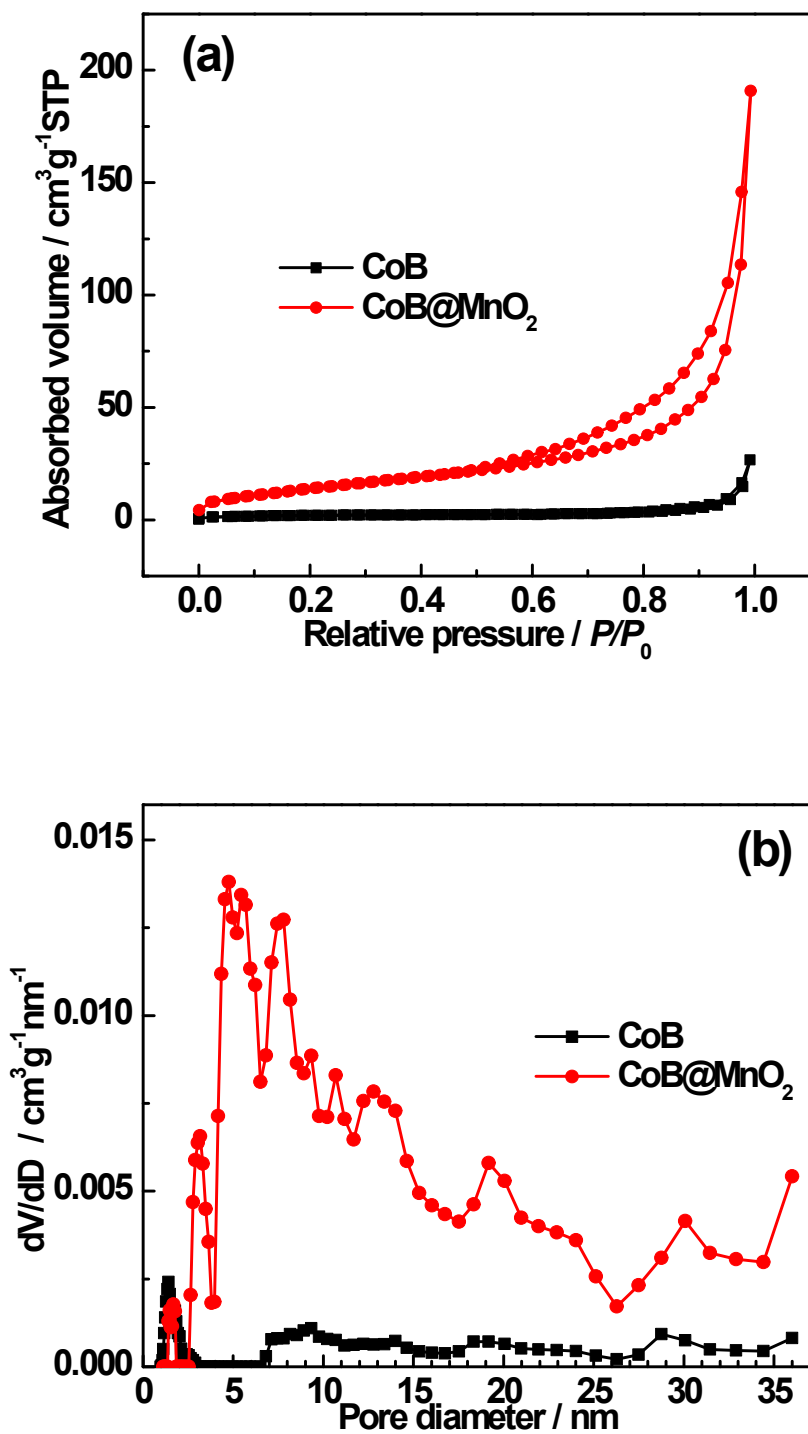 (a)
200
150
100
50
0
Absorbed volume / cm³g⁻¹STP
CoB
CoB@MnO₂
0.0 0.2 0.4 0.6 0.8 1.0
Relative pressure / P/P₀
(b)
0.015
0.010
0.005
0.000
dV/dlD / cm³g⁻¹nm⁻¹
CoB
CoB@MnO₂
0 5 10 15 20 25 30 35
Pore diameter / nm